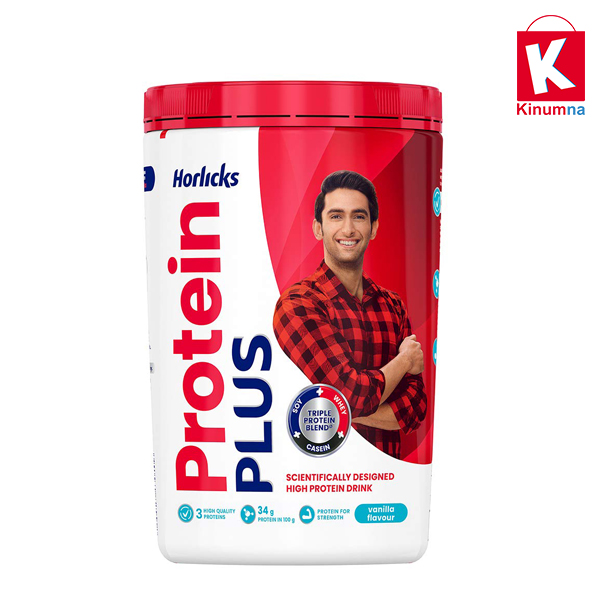 K
Kinumna
Horlicks
Protein
PLUS
SOY
WHEY
TRIPLE
PROTEIN
BLEND
CASEIN
SCIENTIFICALLY DESIGNED
HIGH PROTEIN DRINK
3 HIGH QUALITY
PROTEINS
34 g
PROTEIN IN 100 g
PROTEIN FOR
STRENGTH
vanilla
flavour